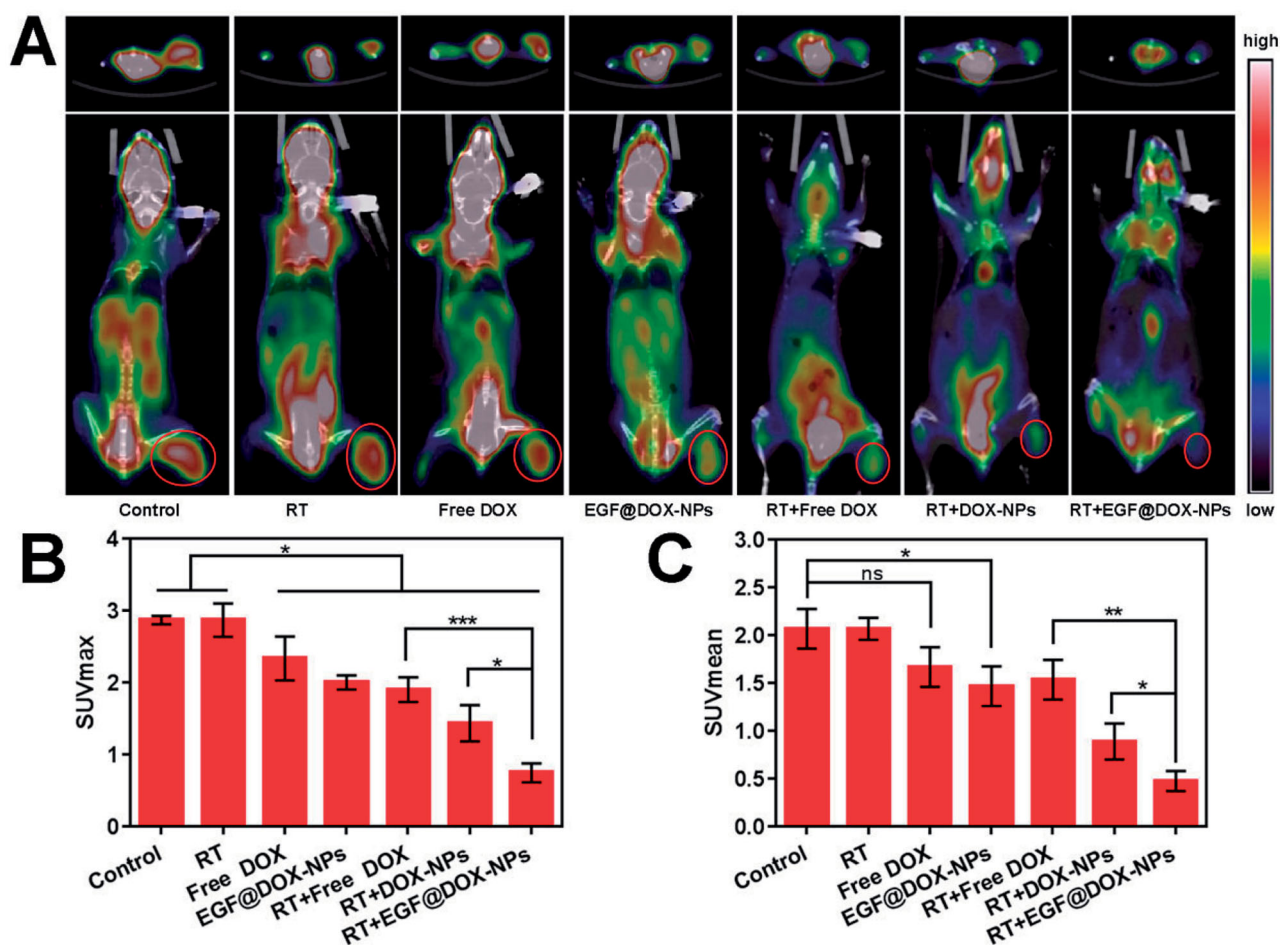 A
high
low
Control RT Free DOX EGF@DOX-NPs RT+Free DOX RT+DOX-NPs RT+EGF@DOX-NPs
B
SUVmax
4
3
2
1
0
*
***
*
Control
RT
Free DOX
EGF@DOX-NPs
RT+Free DOX
RT+DOX-NPs
RT+EGF@DOX-NPs
C
SUVmean
3.0
2.5
2.0
1.5
1.0
0.5
0.0
*
ns
**
*
Control
RT
Free DOX
EGF@DOX-NPs
RT+Free DOX
RT+DOX-NPs
RT+EGF@DOX-NPs